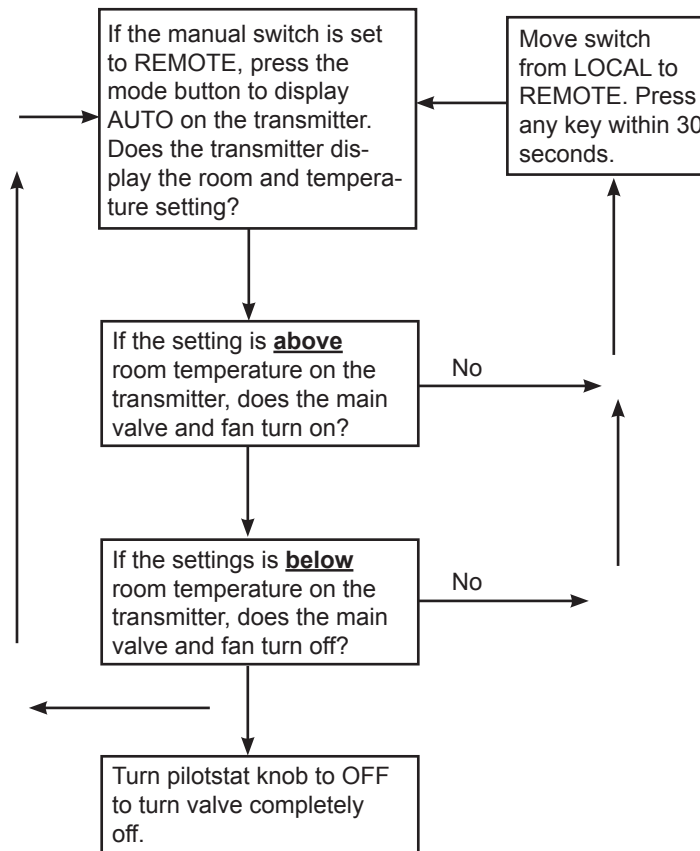 If the manual switch is set
to REMOTE, press the
mode button to display
AUTO on the transmitter.
Does the transmitter dis-
play the room and tempera-
ture setting?
Move switch
from LOCAL to
REMOTE. Press
any key within 30
seconds.
If the setting is above
room temperature on the
transmitter, does the main
valve and fan turn on?
No
If the settings is below
room temperature on the
transmitter, does the main
valve and fan turn off?
No
Turn pilotstat knob to OFF
to turn valve completely
off.